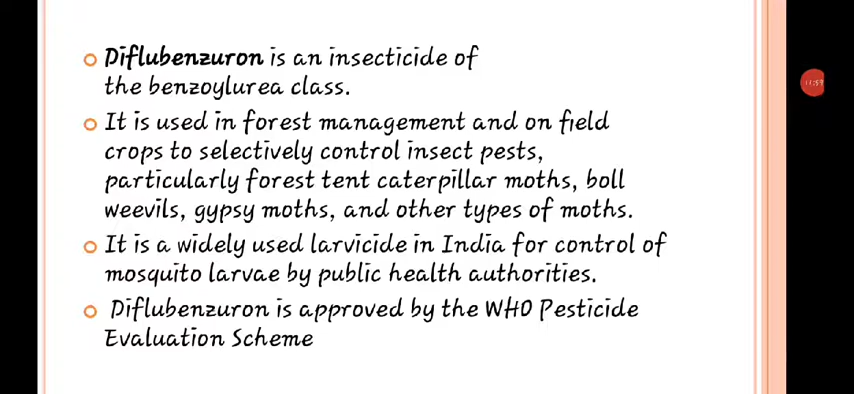 Diflubenzuron is an insecticide of
the benzoylurea class.
It is used in forest management and on field
crops to selectively control insect pests,
particularly forest tent caterpillar moths, boll
weevils, gypsy moths, and other types of moths.
It is a widely used larvicide in India for control of
mosquito larvae by public health authorities.
Diflubenzuron is approved by the WHO Pesticide
Evaluation Scheme